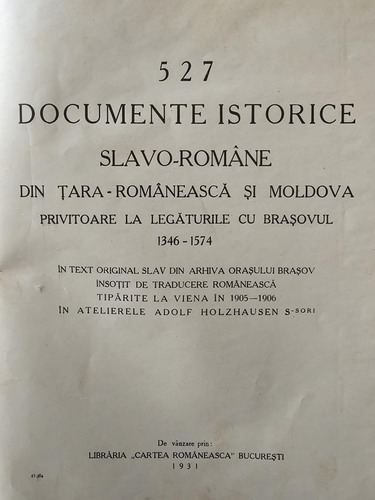 527
DOCUMENTE ISTORICE
SLAVO-ROMÂNE
DIN ȚARA-ROMÂNEASCĂ ȘI MOLDOVA
PRIVITOARE LA LEGĂTURILE CU BRAȘOVUL
1346-1574
ÎN TEXT ORIGINAL SLAV DIN ARHIVA ORAȘULUI BRAȘOV
ÎNSOȚIT DE TRADUCERE ROMÂNEASCĂ
TIPĂRITE LA VIENA ÎN 1905—1906
ÎN ATELIERELE ADOLF HOLZHAUSEN S-SORI
De vânzare prin:
LIBRĂRIA „CARTEA ROMÂNEASCA" BUCUREȘTI
1931